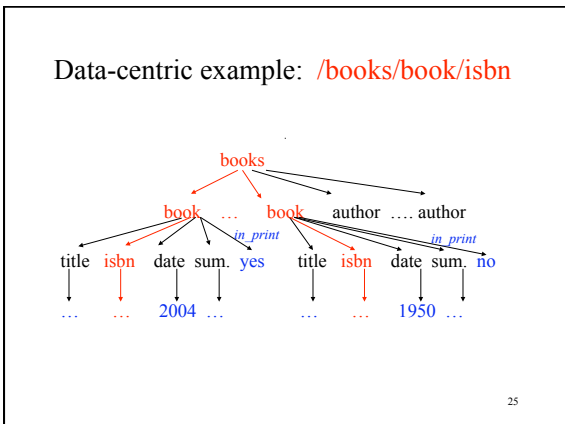 Data-centric example: /books/book/isbn
books
book … book author …. author
in_print in_print
title isbn date sum. yes title isbn date sum. no
… … 2004 … … … 1950 …
25